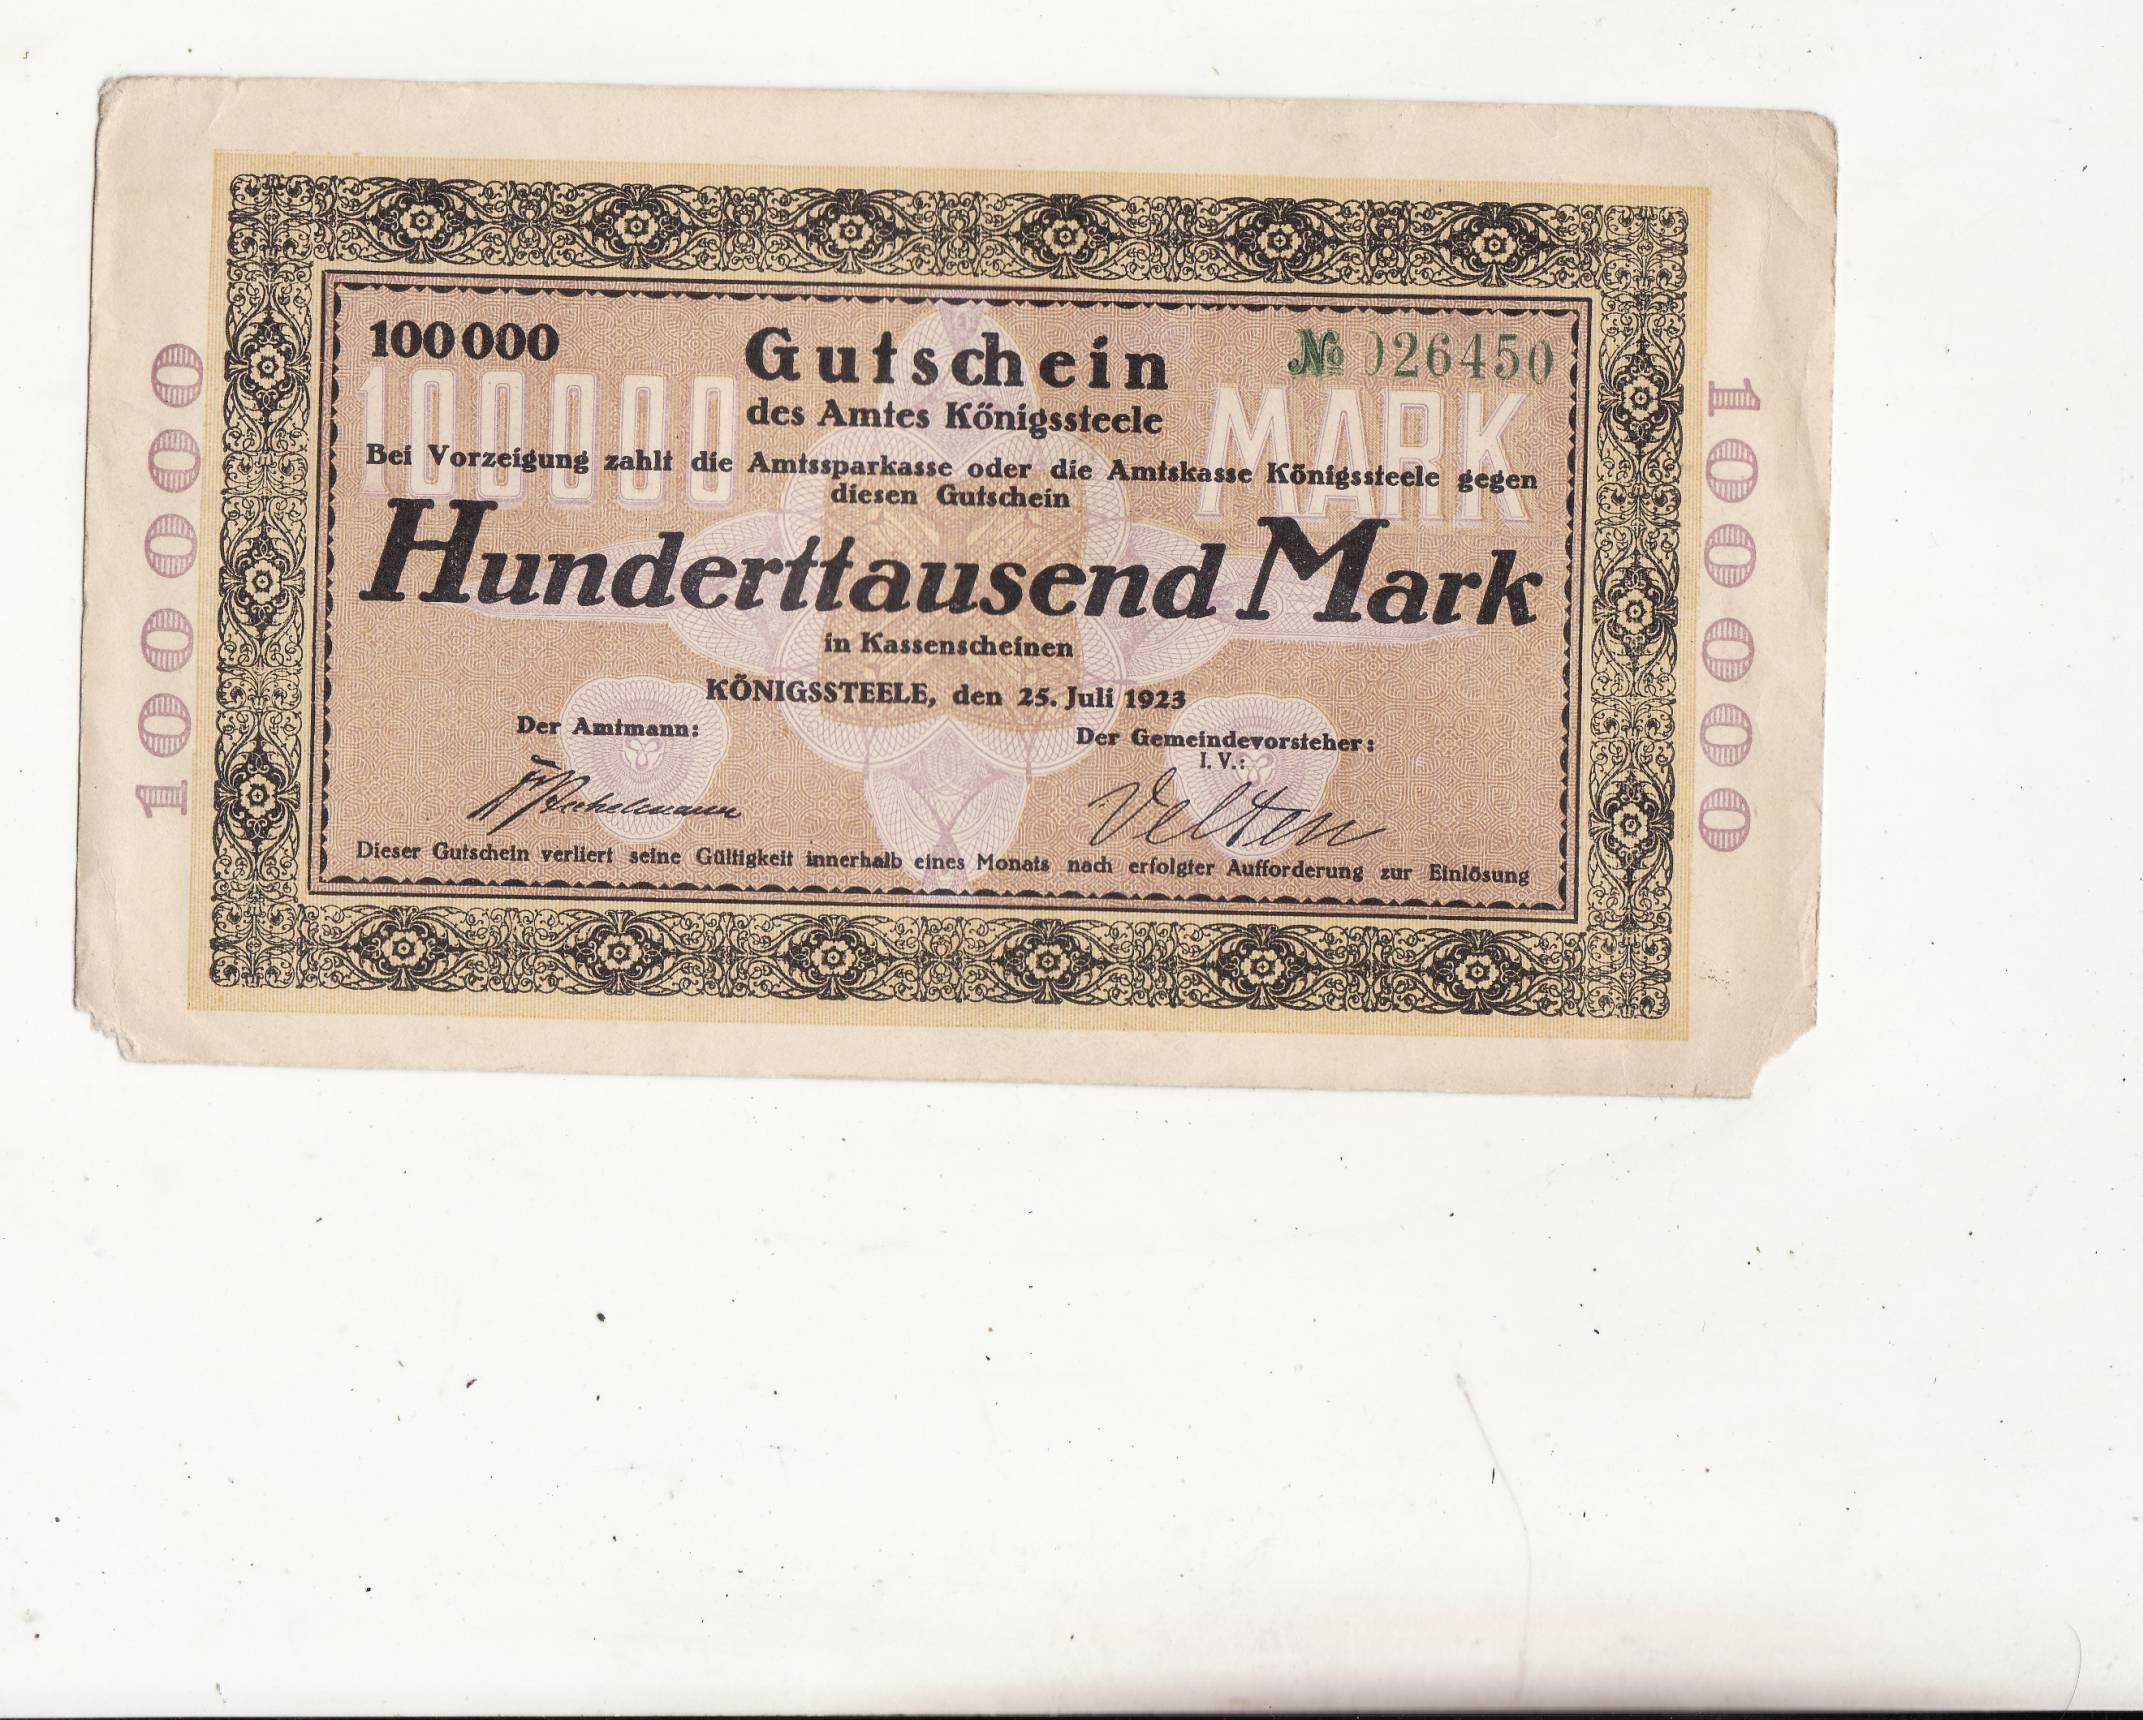 100 000
Gutschein
№ 026450
des Amtes Königssteele
100000 MARK
Bei Vorzeigung zahlt die Amtssparkasse oder die Amtskasse Königssteele gegen
diesen Gutschein
Hunderttausend Mark
in Kassenscheinen
KÖNIGSSTEELE, den 25. Juli 1923
Der Amtmann:
Der Gemeindevorsteher:
I. V.:
Velten
Dieser Gutschein verliert seine Gültigkeit innerhalb eines Monats nach erfolgter Aufforderung zur Einlösung
100000
100000